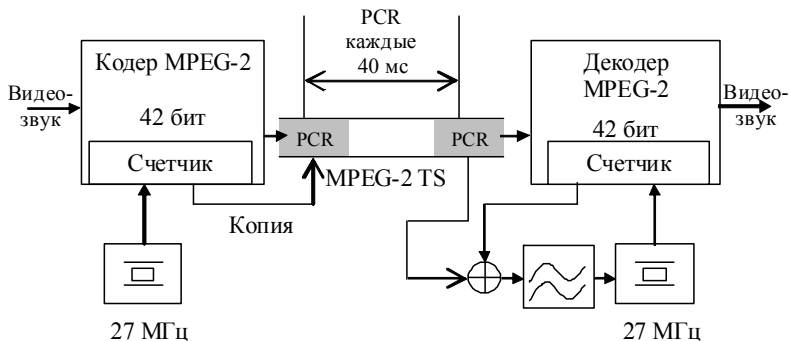 PCR
каждые
40 мс
Кодер MPEG-2
Декодер
MPEG-2
Видео-
звук
Видео-
звук
42 бит
42 бит
PCR
PCR
Счетчик
Счетчик
MPEG-2 TS
Копия
27 МГц
27 МГц